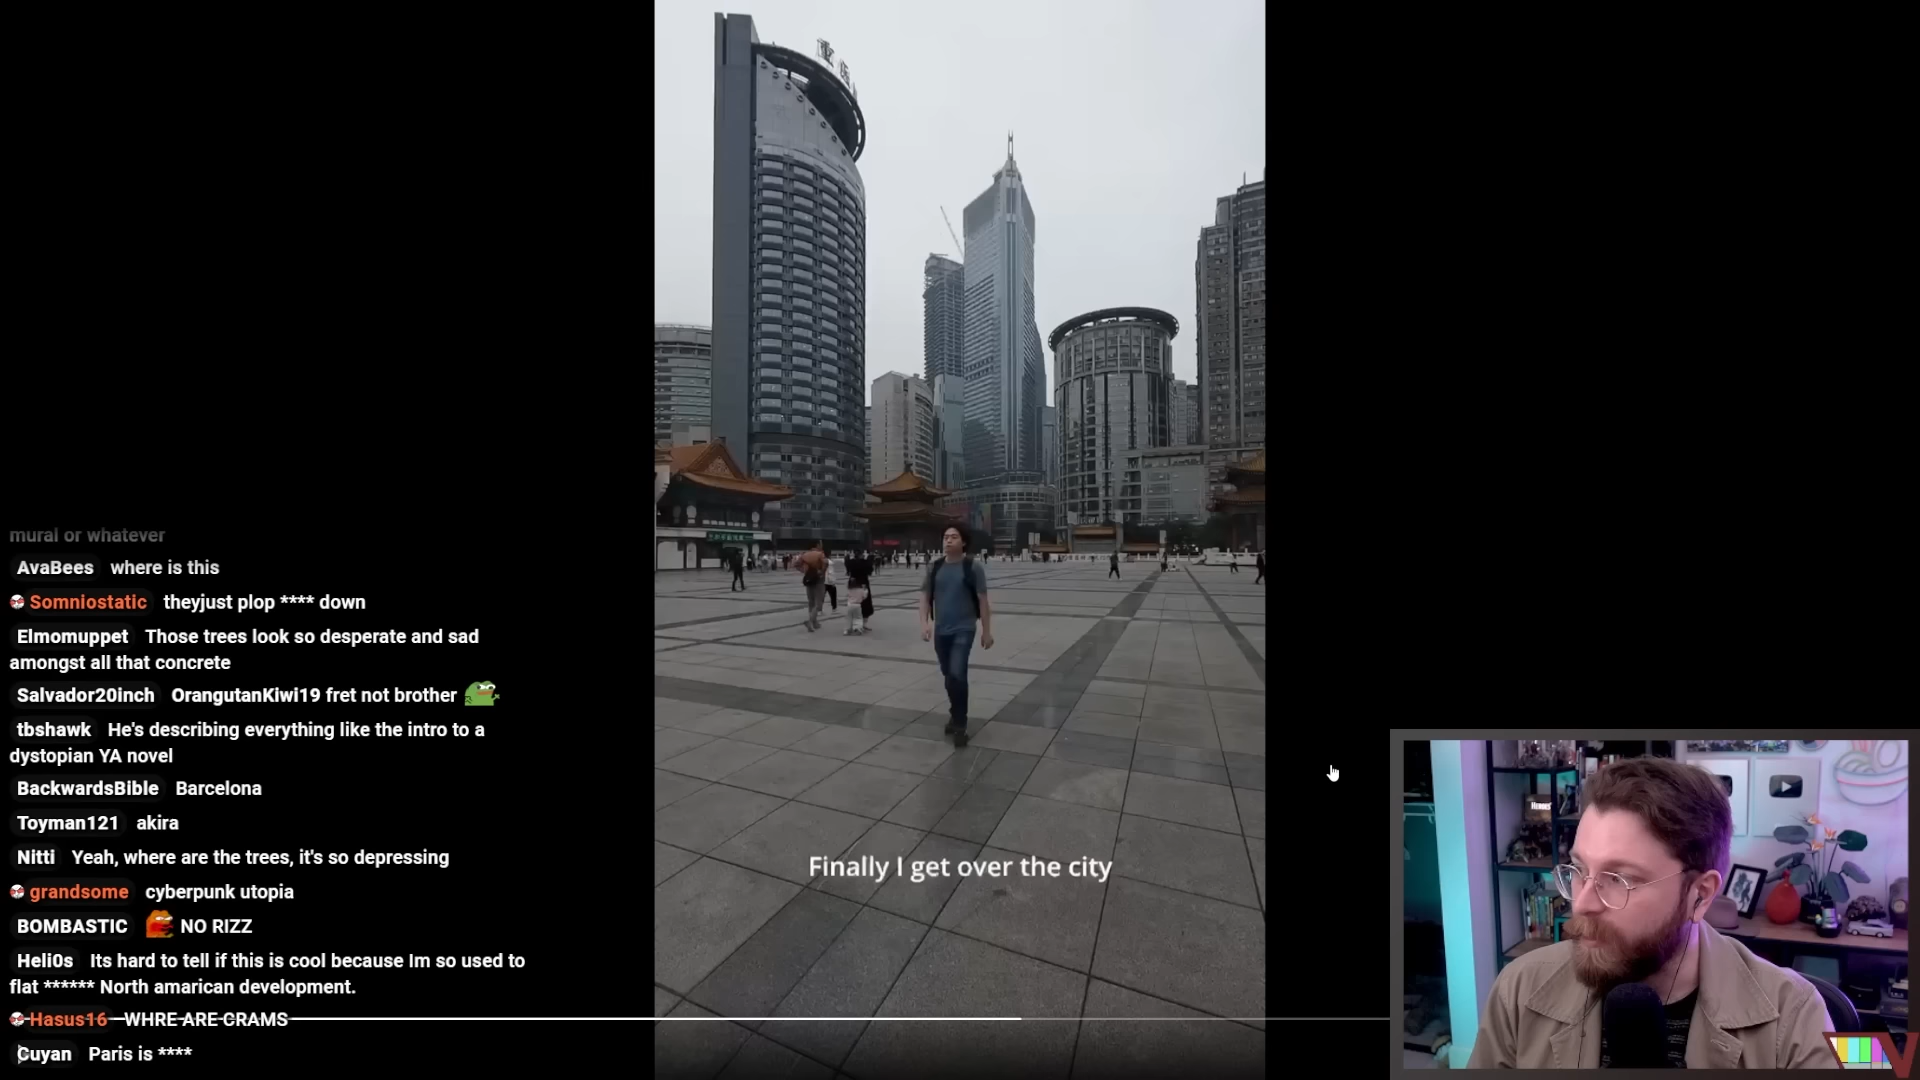 mural or whatever
AvaBees where is this
Somniostatic theyjust plop **** down
Elmomuppet Those trees look so desperate and sad
amongst all that concrete
Salvador20inch OrangutanKiwi19 fret not brother
tbshawk He's describing everything like the intro to a
dystopian YA novel
BackwardsBible Barcelona
Toyman121 akira
Nitti Yeah, where are the trees, it's so depressing
grandsome cyberpunk utopia
BOMBASTIC NO RIZZ
Heli0s Its hard to tell if this is cool because Im so used to
flat ****** North amarican development.
Hasus16 WHRE ARE CRAMS
Cuyan Paris is ****
Finally I get over the city
HEROES